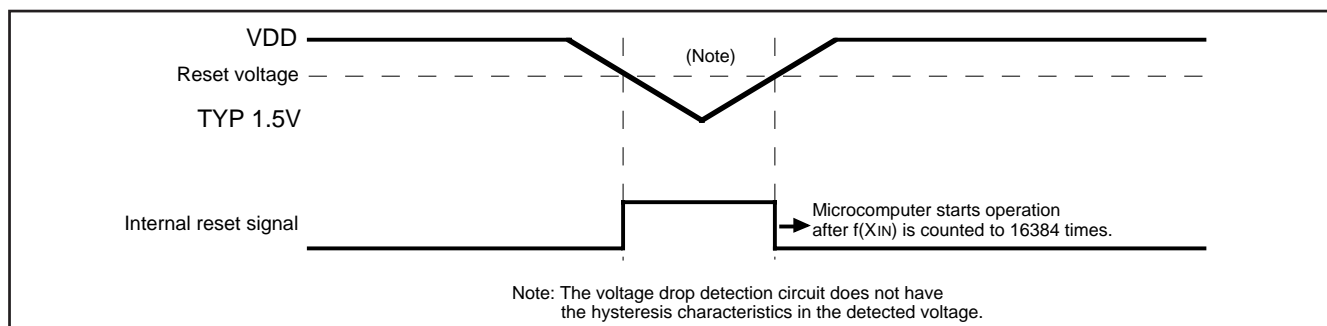 VDD
(Note)
Reset voltage
TYP 1.5V
Internal reset signal
Microcomputer starts operation
after f(XIN) is counted to 16384 times.
Note: The voltage drop detection circuit does not have
the hysteresis characteristics in the detected voltage.